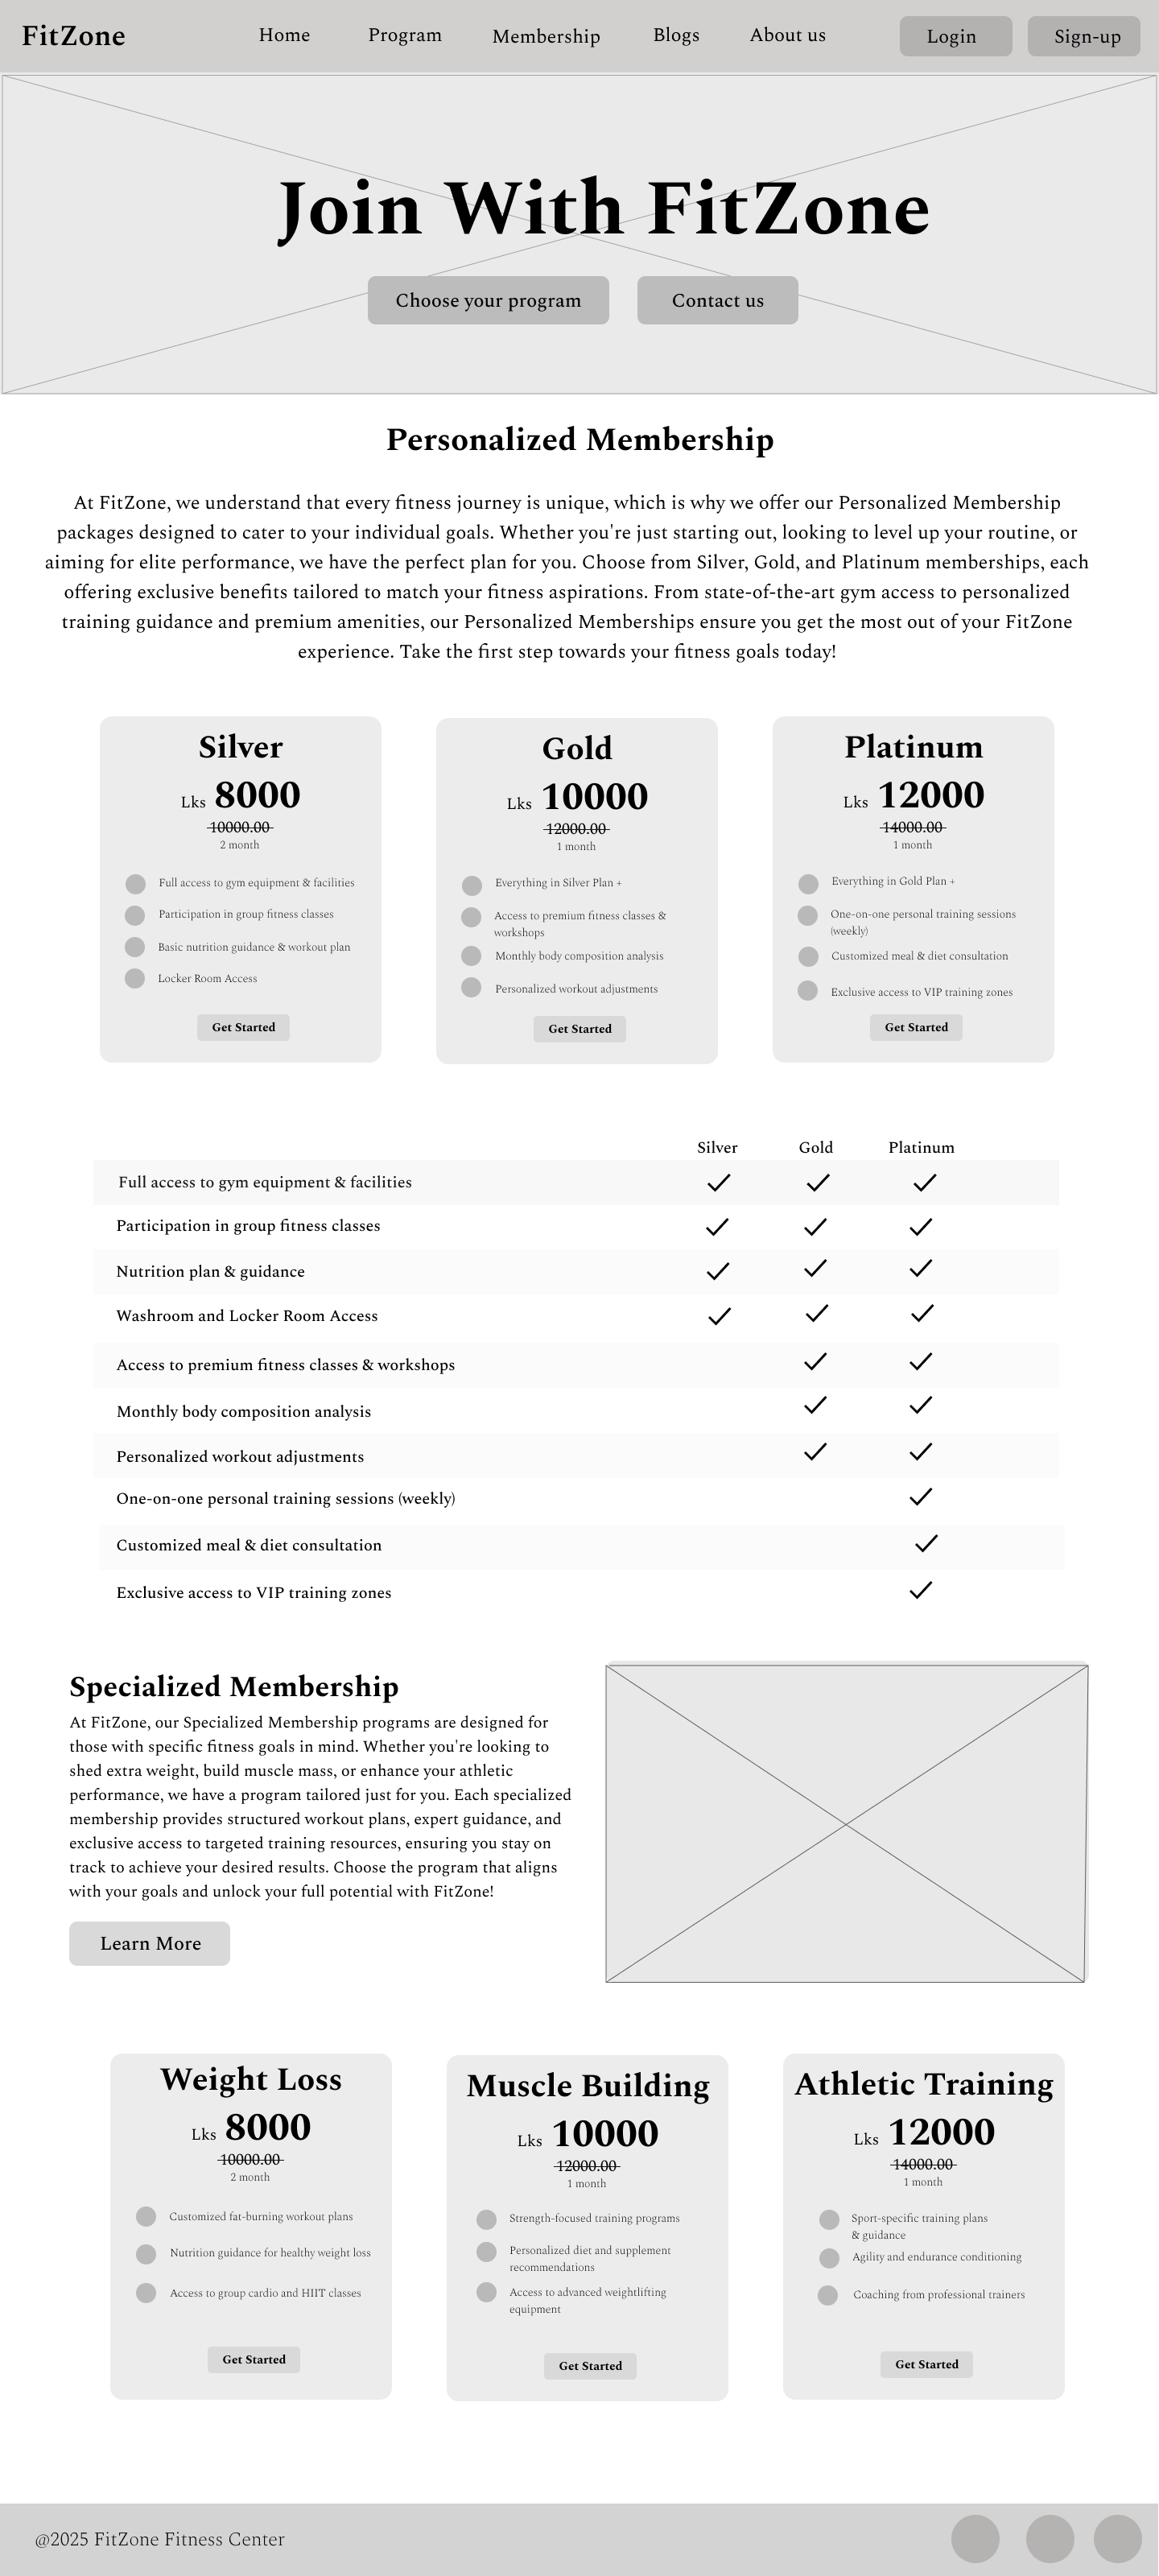 FitZone
Home
Program
Membership
Blogs
About us
Login
Sign-up
Join With FitZone
Choose your program
Contact us
Personalized Membership
At FitZone, we understand that every fitness journey is unique, which is why we offer our Personalized Membership
packages designed to cater to your individual goals. Whether you're just starting out, looking to level up your routine, or
aiming for elite performance, we have the perfect plan for you. Choose from Silver, Gold, and Platinum memberships, each
offering exclusive benefits tailored to match your fitness aspirations. From state-of-the-art gym access to personalized
training guidance and premium amenities, our Personalized Memberships ensure you get the most out of your FitZone
experience. Take the first step towards your fitness goals today!
Silver
Lks 8000
10000.00
2 month
Full access to gym equipment & facilities
Participation in group fitness classes
Basic nutrition guidance & workout plan
Locker Room Access
Get Started
Gold
Lks 10000
12000.00
1 month
Everything in Silver Plan +
Access to premium fitness classes &
workshops
Monthly body composition analysis
Personalized workout adjustments
Get Started
Platinum
Lks 12000
14000.00
1 month
Everything in Gold Plan +
One-on-one personal training sessions
(weekly)
Customized meal & diet consultation
Exclusive access to VIP training zones
Get Started
Silver Gold Platinum
Full access to gym equipment & facilities
Participation in group fitness classes
Nutrition plan & guidance
Washroom and Locker Room Access
Access to premium fitness classes & workshops
Monthly body composition analysis
Personalized workout adjustments
One-on-one personal training sessions (weekly)
Customized meal & diet consultation
Exclusive access to VIP training zones
Specialized Membership
At FitZone, our Specialized Membership programs are designed for
those with specific fitness goals in mind. Whether you're looking to
shed extra weight, build muscle mass, or enhance your athletic
performance, we have a program tailored just for you. Each specialized
membership provides structured workout plans, expert guidance, and
exclusive access to targeted training resources, ensuring you stay on
track to achieve your desired results. Choose the program that aligns
with your goals and unlock your full potential with FitZone!
Learn More
Weight Loss
Lks 8000
10000.00
2 month
Customized fat-burning workout plans
Nutrition guidance for healthy weight loss
Access to group cardio and HIIT classes
Get Started
Muscle Building
Lks 10000
12000.00
1 month
Strength-focused training programs
Personalized diet and supplement
recommendations
Access to advanced weightlifting
equipment
Get Started
Athletic Training
Lks 12000
14000.00
1 month
Sport-specific training plans
& guidance
Agility and endurance conditioning
Coaching from professional trainers
Get Started
@2025 FitZone Fitness Center